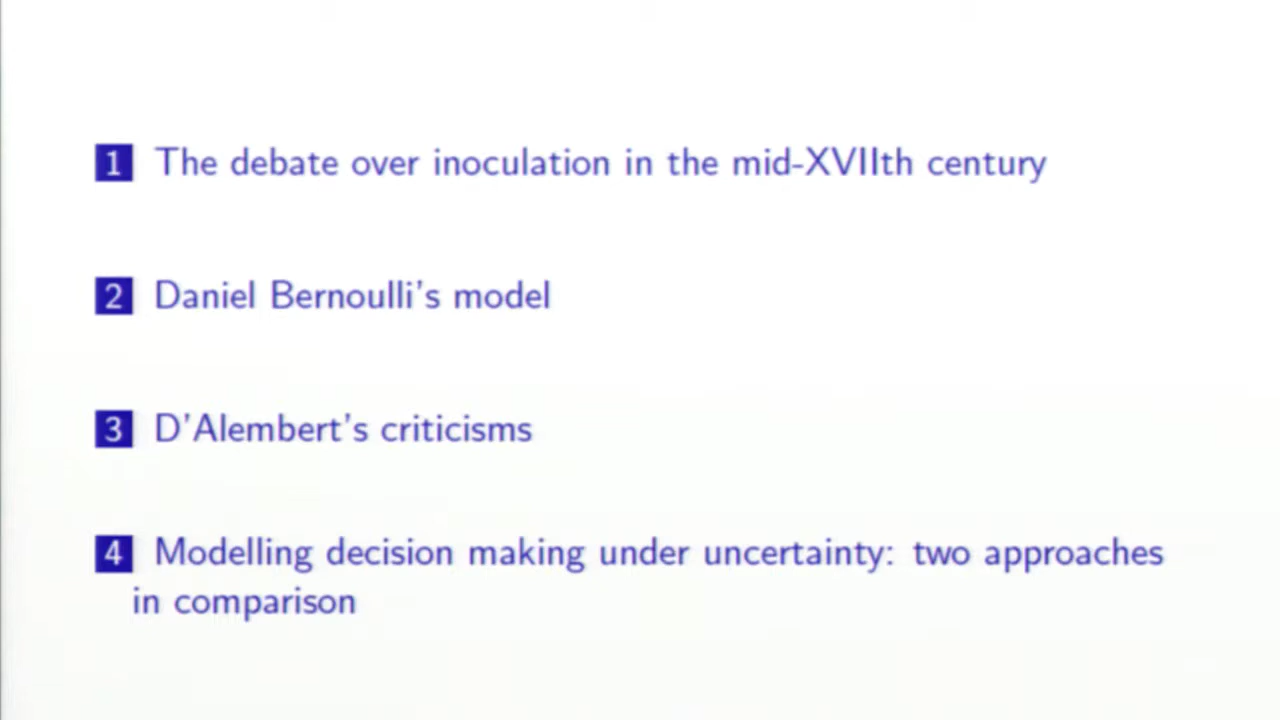 1 The debate over inoculation in the mid-XVIIth century
2 Daniel Bernoulli's model
3 D'Alembert's criticisms
4 Modelling decision making under uncertainty: two approaches
in comparison